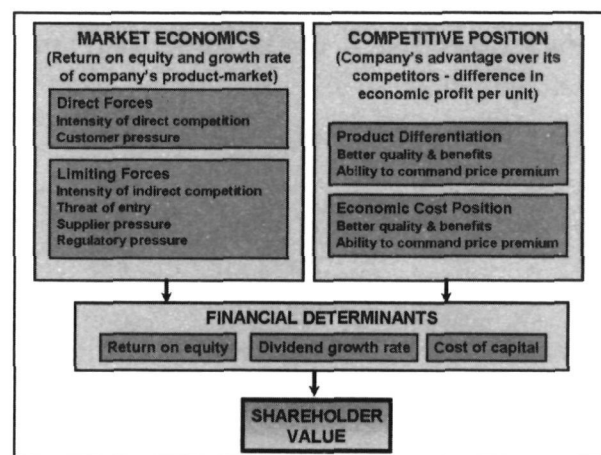 MARKET ECONOMICS
(Return on equity and growth rate
of company's product-market)
Direct Forces
Intensity of direct competition
Customer pressure
Limiting Forces
Intensity of indirect competition
Threat of entry
Supplier pressure
Regulatory pressure
COMPETITIVE POSITION
(Company's advantage over its
competitors - difference in
economic profit per unit)
Product Differentiation
Better quality & benefits
Ability to command price premium
Economic Cost Position
Better quality & benefits
Ability to command price premium
FINANCIAL DETERMINANTS
Return on equity
Dividend growth rate
Cost of capital
SHAREHOLDER
VALUE